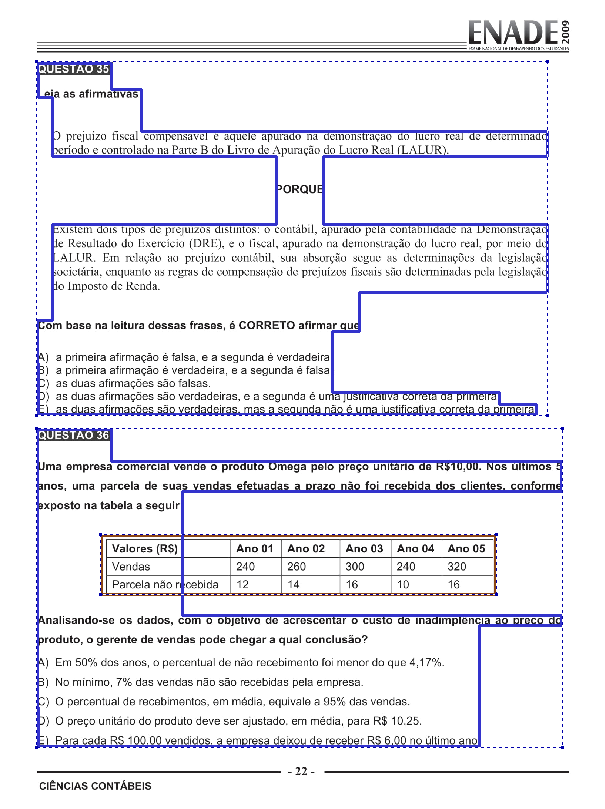 ENADE 2009
EXAME NACIONAL DE DESEMPENHO DOS ESTUDANTES
QUESTÃO 35
Leia as afirmativas
O prejuízo fiscal compensável é aquele apurado na demonstração do lucro real de determinado
período e controlado na Parte B do Livro de Apuração do Lucro Real (LALUR).
PORQUE
Existem dois tipos de prejuízos distintos: o contábil, apurado pela contabilidade na Demonstração
de Resultado do Exercício (DRE), e o fiscal, apurado na demonstração do lucro real, por meio do
LALUR. Em relação ao prejuízo contábil, sua absorção segue as determinações da legislação
societária, enquanto as regras de compensação de prejuízos fiscais são determinadas pela legislação
do Imposto de Renda.
Com base na leitura dessas frases, é CORRETO afirmar que
A) a primeira afirmação é falsa, e a segunda é verdadeira
B) a primeira afirmação é verdadeira, e a segunda é falsa
C) as duas afirmações são falsas.
D) as duas afirmações são verdadeiras, e a segunda é uma justificativa correta da primeira
E) as duas afirmações são verdadeiras, mas a segunda não é uma justificativa correta da primeira
QUESTÃO 36
Uma empresa comercial vende o produto Omega pelo preço unitário de R$10,00. Nos últimos 5
anos, uma parcela de suas vendas efetuadas a prazo não foi recebida dos clientes, conforme
exposto na tabela a seguir
Valores (R$) Ano 01 Ano 02 Ano 03 Ano 04 Ano 05
Vendas 240 260 300 240 320
Parcela não recebida 12 14 16 10 16
Analisando-se os dados, com o objetivo de acrescentar o custo de inadimplência ao preço do
produto, o gerente de vendas pode chegar a qual conclusão?
A) Em 50% dos anos, o percentual de não recebimento foi menor do que 4,17%.
B) No mínimo, 7% das vendas não são recebidas pela empresa.
C) O percentual de recebimentos, em média, equivale a 95% das vendas.
D) O preço unitário do produto deve ser ajustado, em média, para R$ 10,25.
E) Para cada R$ 100,00 vendidos, a empresa deixou de receber R$ 6,00 no último ano
- 22 -
CIÊNCIAS CONTÁBEIS